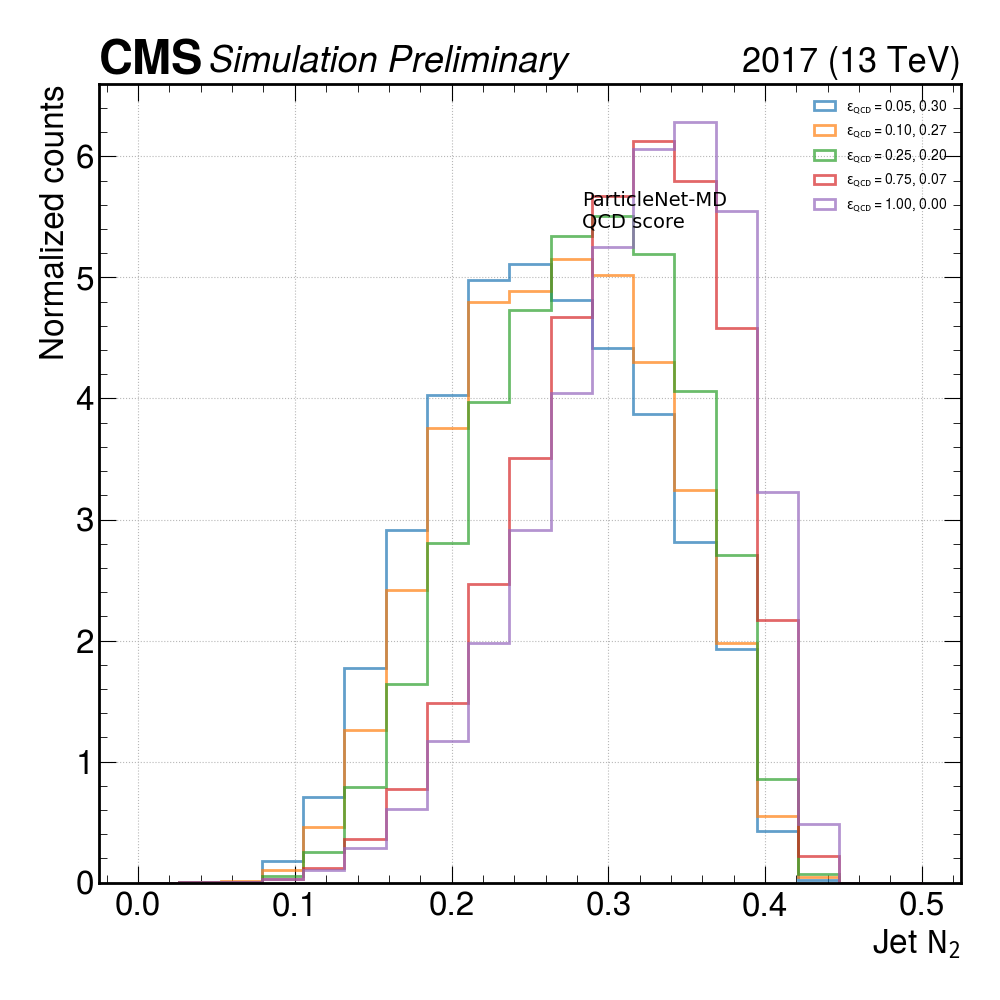 CMS Simulation Preliminary 2017 (13 TeV)
Normalized counts
6
5
4
3
2
1
0
ε_QCD = 0.05, 0.30
ε_QCD = 0.10, 0.27
ε_QCD = 0.25, 0.20
ε_QCD = 0.75, 0.07
ε_QCD = 1.00, 0.00
ParticleNet-MD
QCD score
0.0 0.1 0.2 0.3 0.4 0.5
Jet N₂